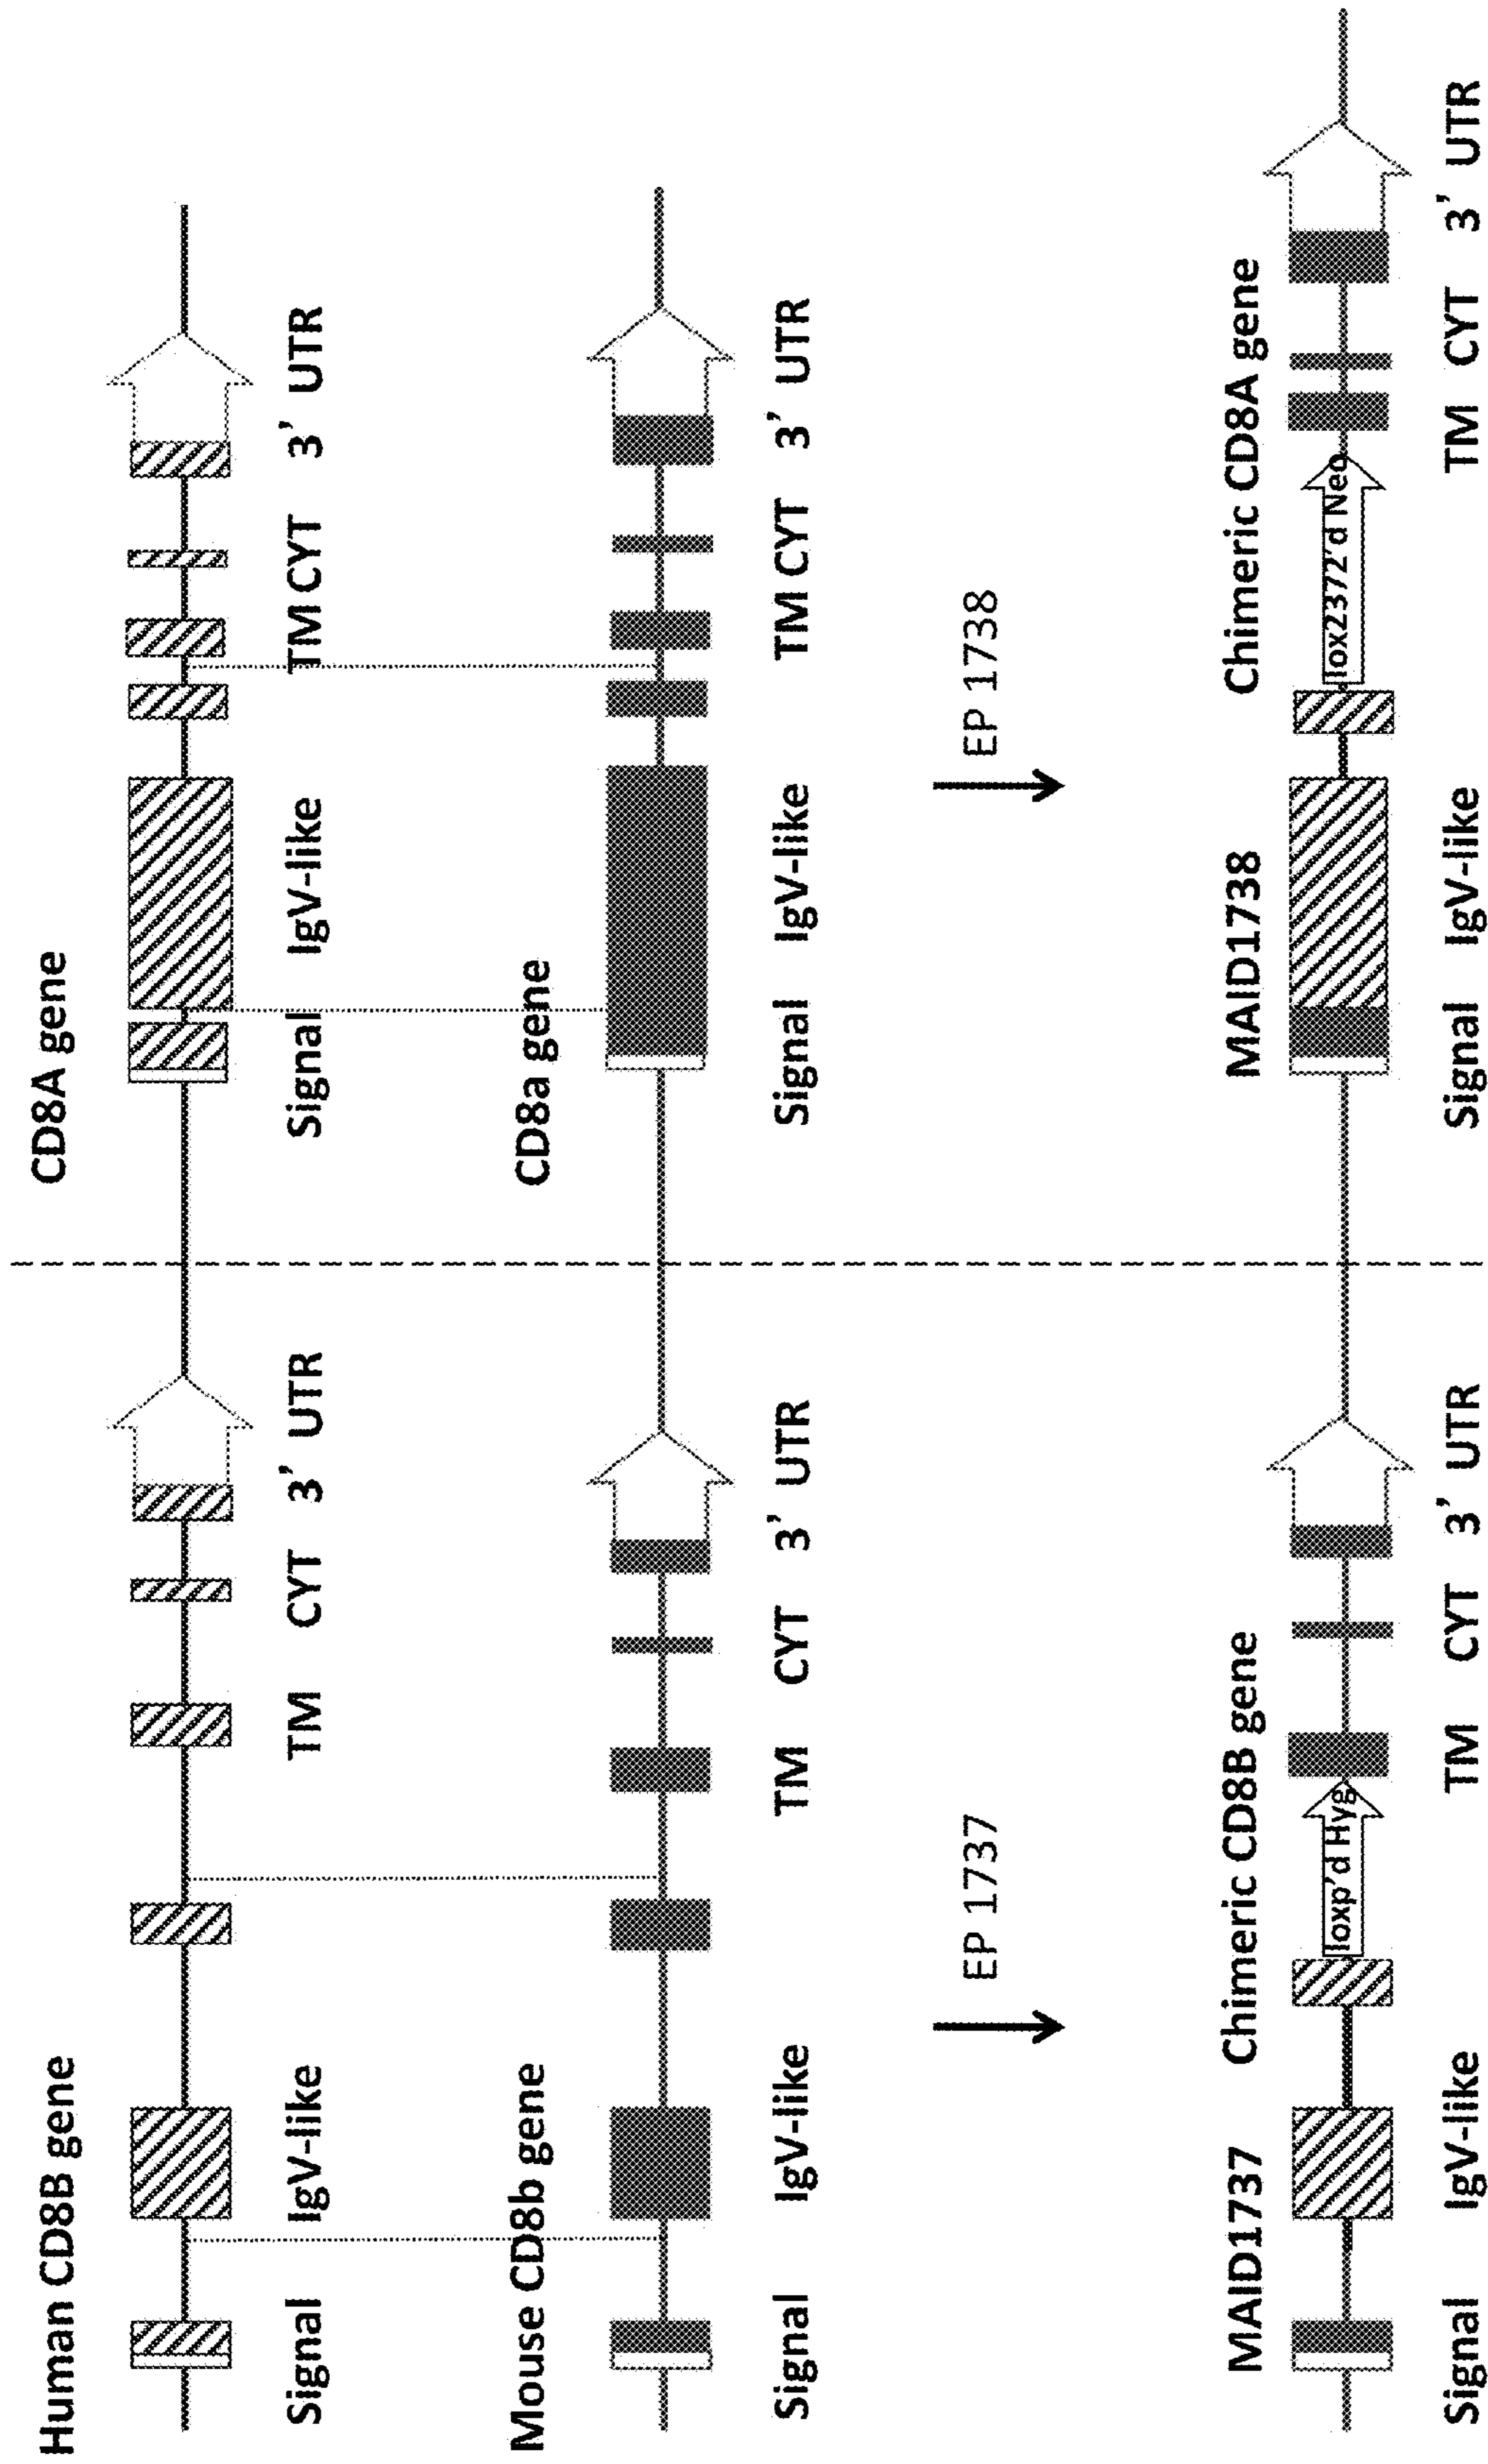 Human CD8B gene
CD8A gene
Signal IgV-like TM CYT 3' UTR
Signal IgV-like TM CYT 3' UTR
Mouse CD8b gene
CD8a gene
Signal IgV-like TM CYT 3' UTR
Signal IgV-like TM CYT 3' UTR
EP 1737
EP 1738
MAID1737
Chimeric CD8B gene
MAID1738
Chimeric CD8A gene
loxp'd Hyg
lox2372'd Neo
Signal IgV-like TM CYT 3' UTR
Signal IgV-like TM CYT 3' UTR